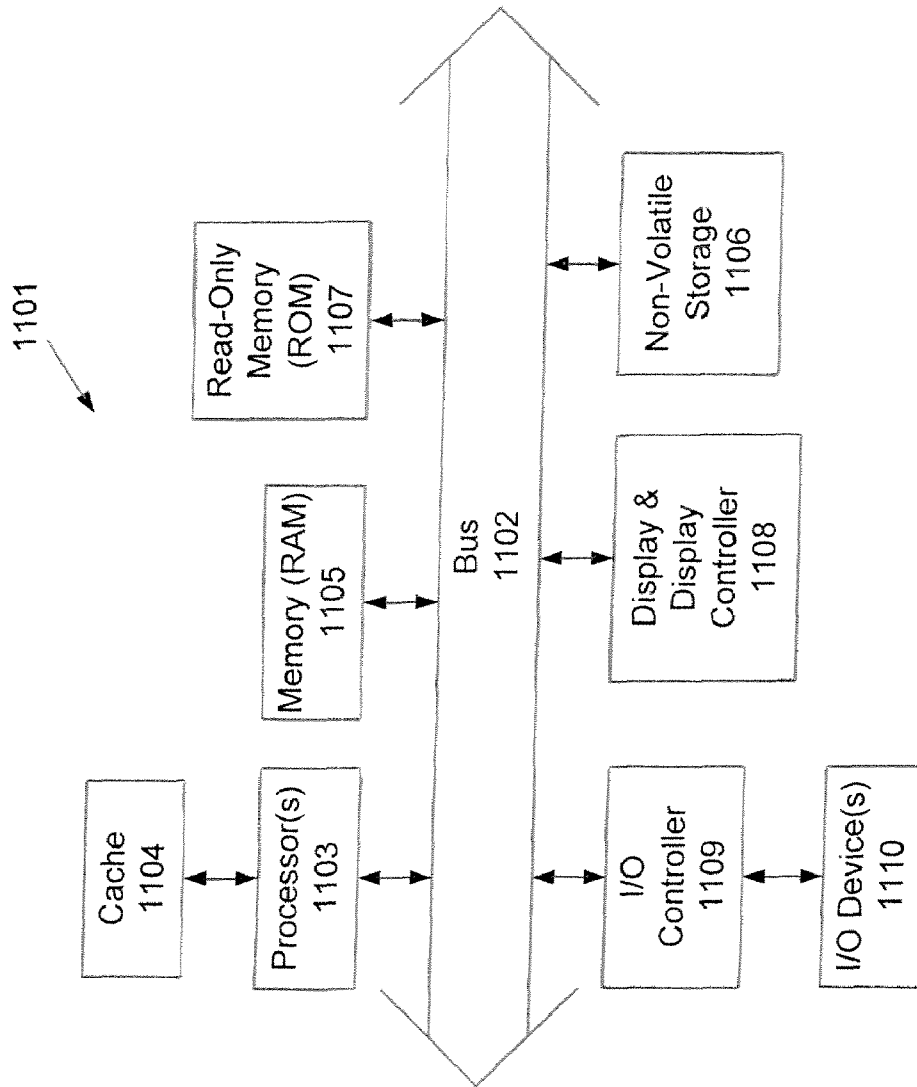 1101
Cache
1104
Processor(s)
1103
Memory (RAM)
1105
Read-Only
Memory
(ROM)
1107
Bus
1102
I/O
Controller
1109
I/O Device(s)
1110
Display &
Display
Controller
1108
Non-Volatile
Storage
1106